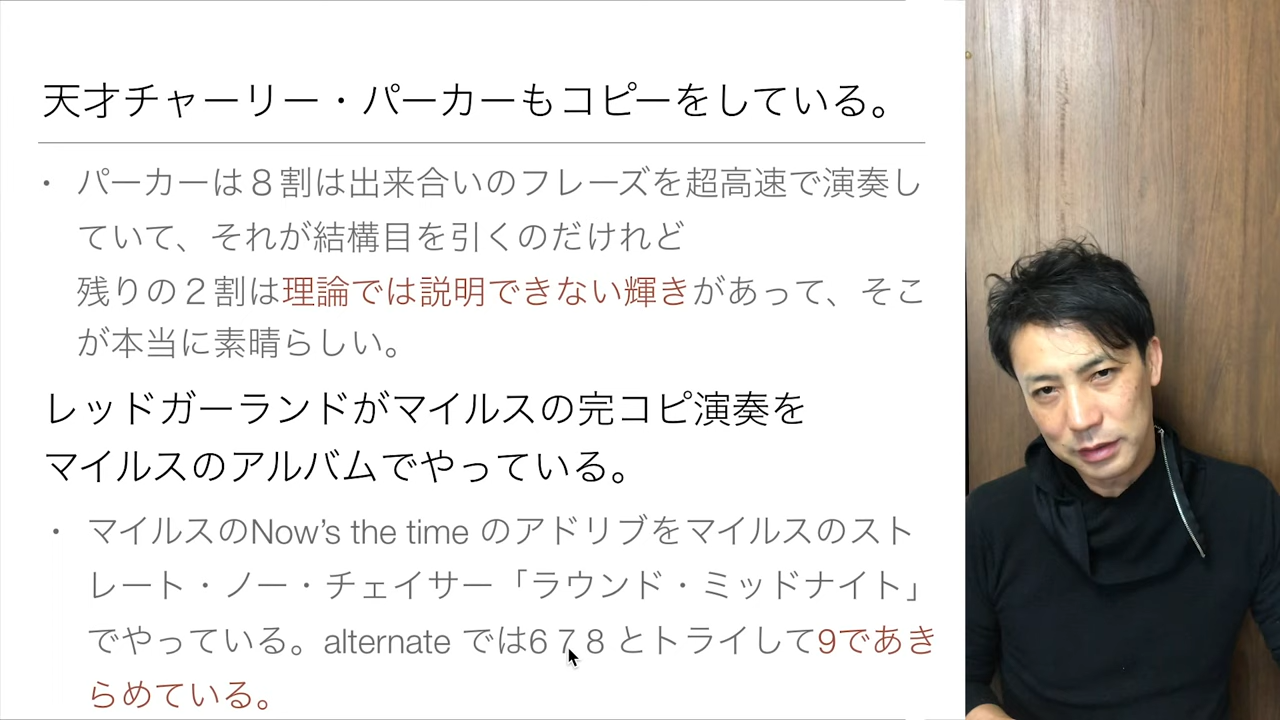 天才チャーリー・パーカーもコピーをしている。
・ パーカーは８割は出来合いのフレーズを超高速で演奏し
ていて、それが結構目を引くのだけれど
残りの２割は理論では説明できない輝きがあって、そこ
が本当に素晴らしい。
レッドガーランドがマイルスの完コピ演奏を
マイルスのアルバムでやっている。
・ マイルスのNow’s the time のアドリブをマイルスのスト
レート・ノー・チェイサー「ラウンド・ミッドナイト」
でやっている。alternate では6 7 8 とトライして9であき
らめている。